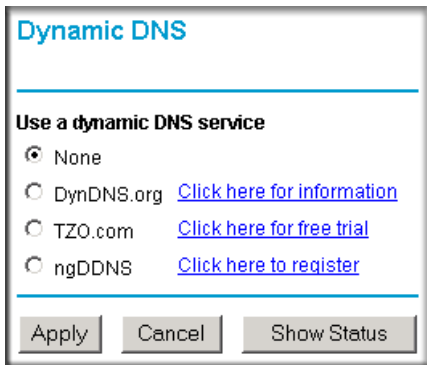 Dynamic DNS
Use a dynamic DNS service
None
DynDNS.org Click here for information
TZO.com Click here for free trial
ngDDNS Click here to register
Apply Cancel Show Status